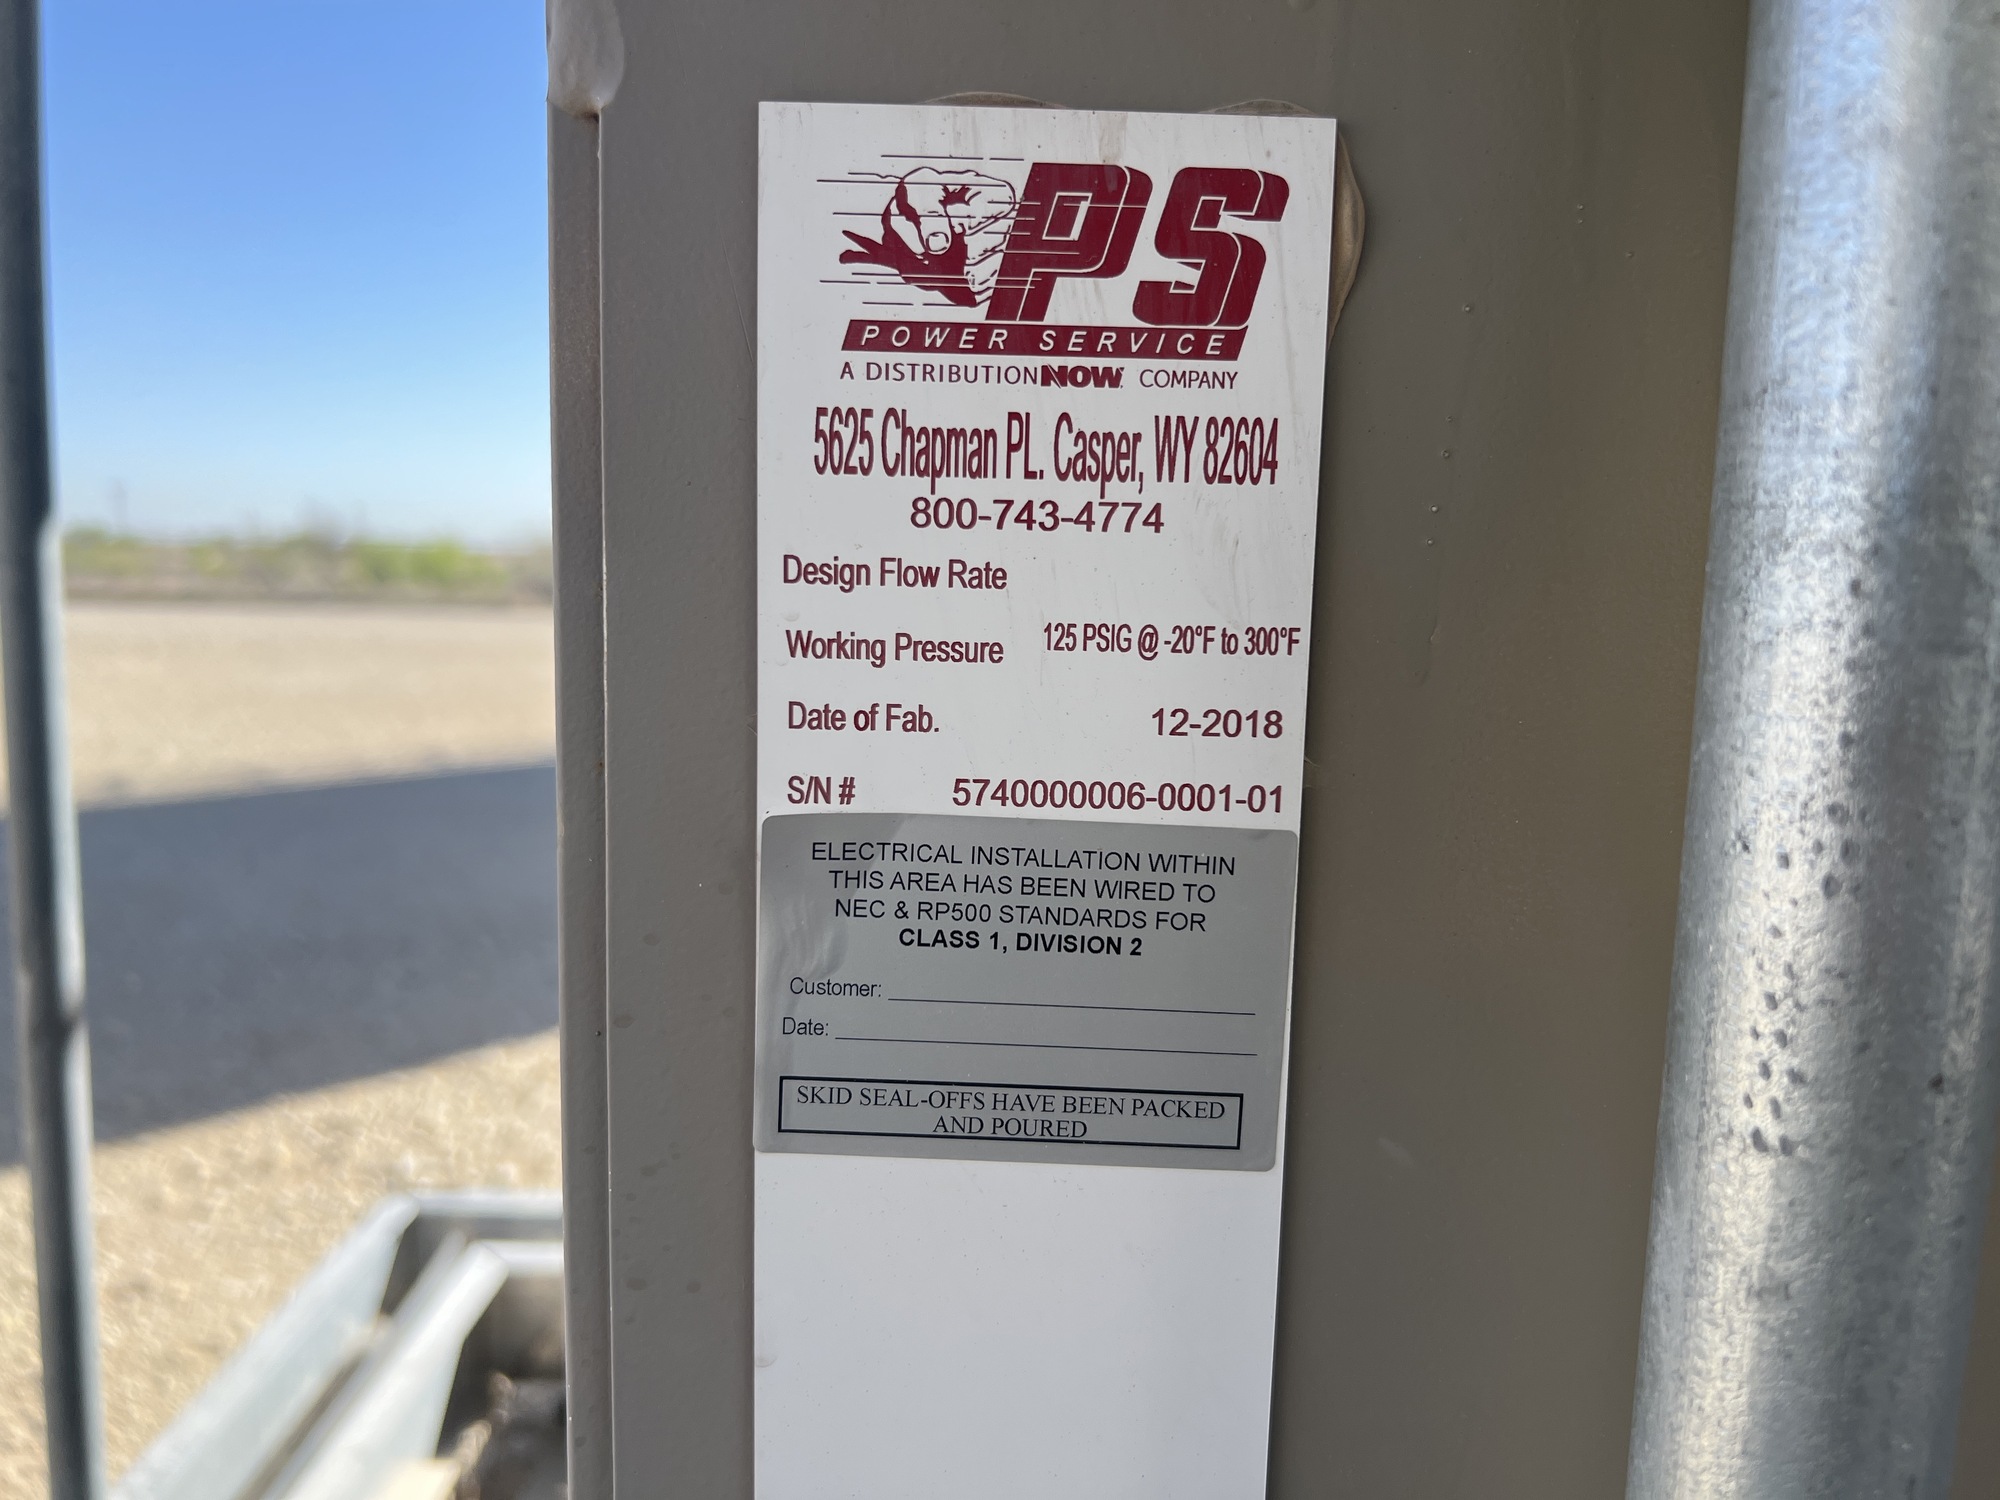 PS
POWER SERVICE
A DISTRIBUTIONNOW COMPANY
5625 Chapman PL. Casper, WY 82604
800-743-4774
Design Flow Rate
Working Pressure 125 PSIG @ -20°F to 300°F
Date of Fab. 12-2018
S/N # 5740000006-0001-01
ELECTRICAL INSTALLATION WITHIN
THIS AREA HAS BEEN WIRED TO
NEC & RP500 STANDARDS FOR
CLASS 1, DIVISION 2
Customer:
Date:
SKID SEAL-OFFS HAVE BEEN PACKED
AND POURED